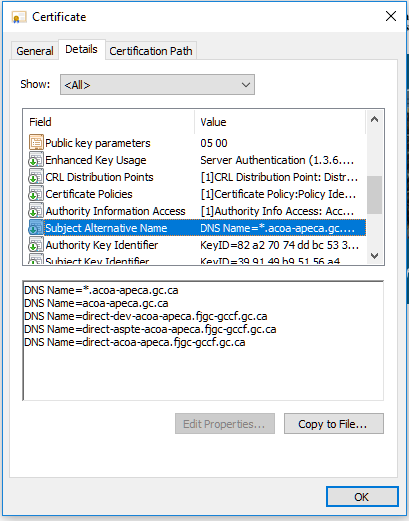 Certificate
General Details Certification Path
Show: <All>
Field Value
Public key parameters 05 00
Enhanced Key Usage Server Authentication (1.3.6....
CRL Distribution Points [1]CRL Distribution Point: Distr...
Certificate Policies [1]Certificate Policy:Policy Ide...
Authority Information Access [1]Authority Info Access: Acc...
Subject Alternative Name DNS Name=*.acoa-apeca.gc....
Authority Key Identifier KeyID=82 a2 70 74 dd bc 53 3...
Subject Key Identifier KeyID=39 91 49 b9 51 56 a4
DNS Name=*.acoa-apeca.gc.ca
DNS Name=acoa-apeca.gc.ca
DNS Name=direct-dev-acoa-apeca.fjgc-gccf.gc.ca
DNS Name=direct-aspte-acoa-apeca.fjgc-gccf.gc.ca
DNS Name=direct-acoa-apeca.fjgc-gccf.gc.ca
Edit Properties... Copy to File...
OK